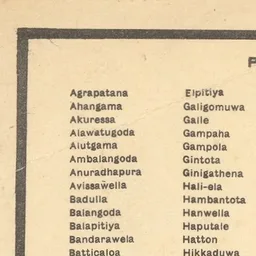 P
Agrapatana
Ahangama
Akuressa
Alawatugoda
Alutgama
Ambalangoda
Anuradhapura
Avissawella
Badulla
Balangoda
Balapitiya
Bandarawela
Batticaloa
Elpitiya
Galigomuwa
Galle
Gampaha
Gampola
Gintota
Ginigathena
Hali-ela
Hambantota
Hanwella
Haputale
Hatton
Hikkaduwa